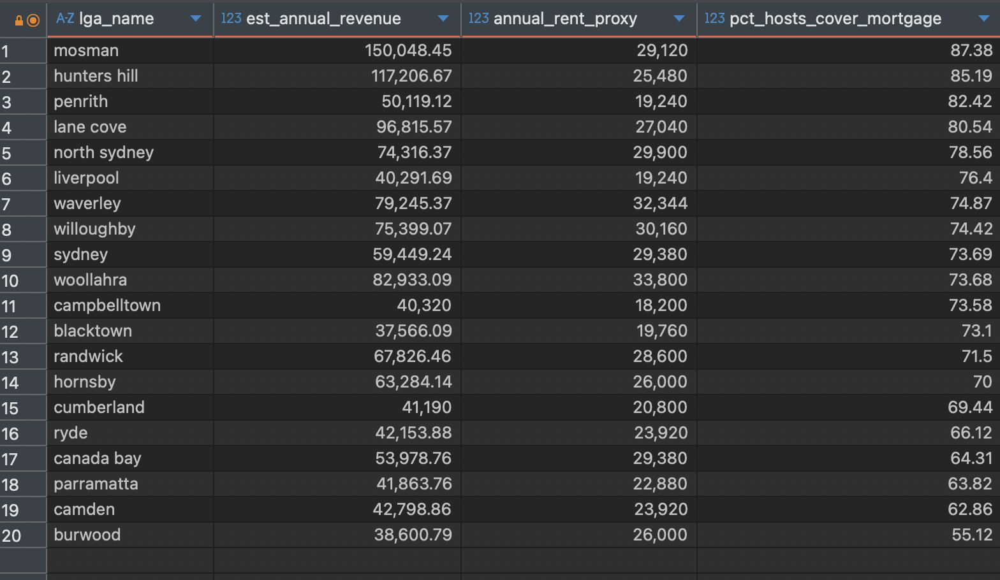 A-Z lga_name 123 est_annual_revenue 123 annual_rent_proxy 123 pct_hosts_cover_mortgage
1 mosman 150,048.45 29,120 87.38
2 hunters hill 117,206.67 25,480 85.19
3 penrith 50,119.12 19,240 82.42
4 lane cove 96,815.57 27,040 80.54
5 north sydney 74,316.37 29,900 78.56
6 liverpool 40,291.69 19,240 76.4
7 waverley 79,245.37 32,344 74.87
8 willoughby 75,399.07 30,160 74.42
9 sydney 59,449.24 29,380 73.69
10 woollahra 82,933.09 33,800 73.68
11 campbelltown 40,320 18,200 73.58
12 blacktown 37,566.09 19,760 73.1
13 randwick 67,826.46 28,600 71.5
14 hornsby 63,284.14 26,000 70
15 cumberland 41,190 20,800 69.44
16 ryde 42,153.88 23,920 66.12
17 canada bay 53,978.76 29,380 64.31
18 parramatta 41,863.76 22,880 63.82
19 camden 42,798.86 23,920 62.86
20 burwood 38,600.79 26,000 55.12